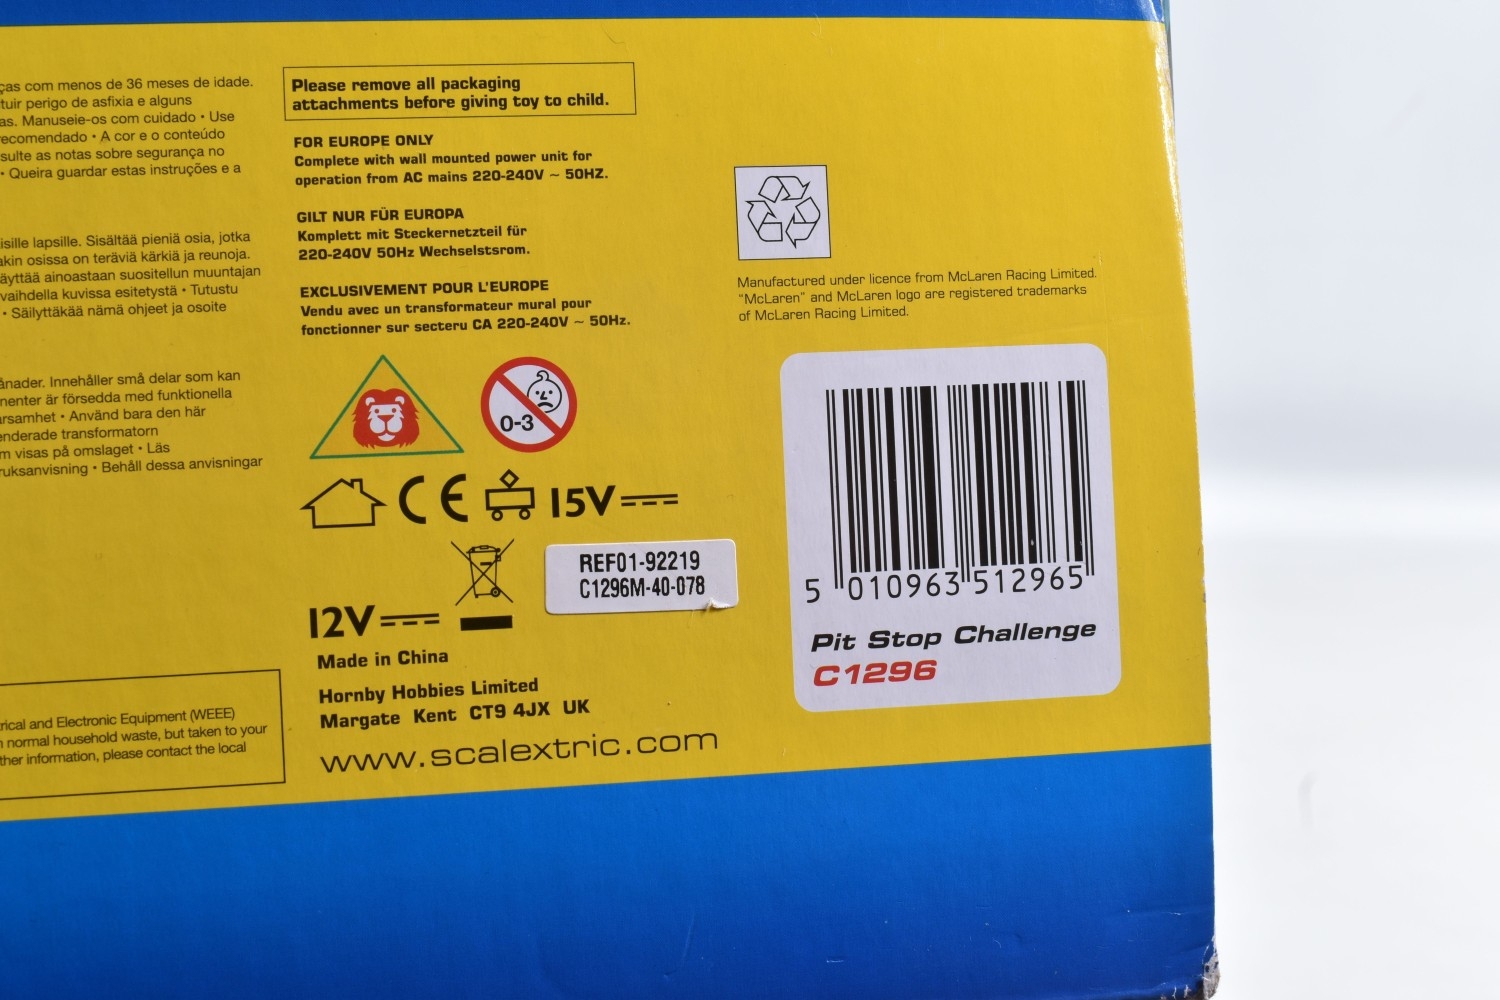 ças com menos de 36 meses de idade.
tuir perigo de asfixia e alguns
as. Manuseie-os com cuidado • Use
recomendado • A cor e o conteúdo
sulte as notas sobre segurança no
• Queira guardar estas instruções e a
isille lapsille. Sisältää pieniä osia, jotka
akin osissa on teräviä kärkiä ja reunoja.
äyttää ainoastaan suositellun muuntajan
vaihdella kuvissa esitetystä • Tutustu
• Säilyttäkää nämä ohjeet ja osoite
ånader. Innehåller små delar som kan
nenter är försedda med funktionella
arsamhet • Använd bara den här
enderade transformatorn
m visas på omslaget • Läs
ruksanvisning • Behåll dessa anvisningar
rical and Electronic Equipment (WEEE)
n normal household waste, but taken to your
ther information, please contact the local
Please remove all packaging
attachments before giving toy to child.
FOR EUROPE ONLY
Complete with wall mounted power unit for
operation from AC mains 220-240V ~ 50HZ.
GILT NUR FÜR EUROPA
Komplett mit Steckernetzteil für
220-240V 50Hz Wechselstsrom.
EXCLUSIVEMENT POUR L'EUROPE
Vendu avec un transformateur mural pour
fonctionner sur secteru CA 220-240V ~ 50Hz.
0-3
CE 15V
12V
REF01-92219
C1296M-40-078
Made in China
Hornby Hobbies Limited
Margate Kent CT9 4JX UK
www.scalextric.com
Manufactured under licence from McLaren Racing Limited.
"McLaren" and McLaren logo are registered trademarks
of McLaren Racing Limited.
5 010963 512965
Pit Stop Challenge
C1296